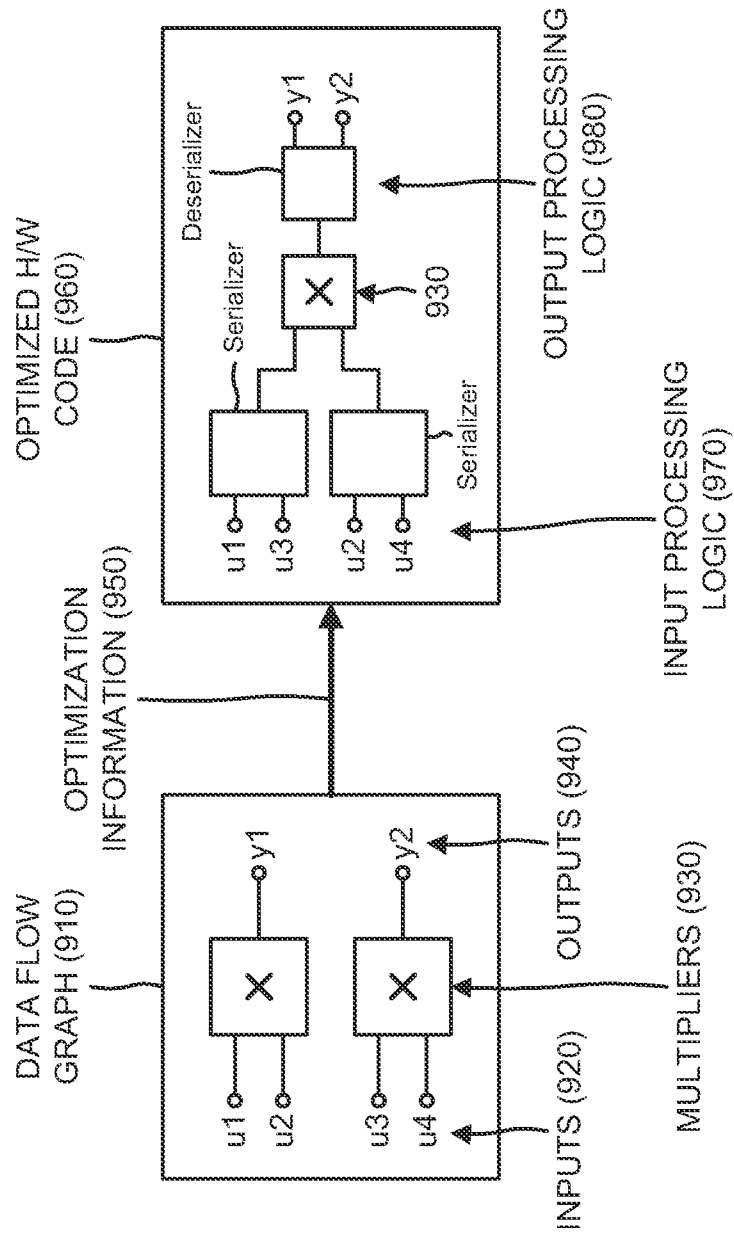 DATA FLOW
GRAPH (910)
u1
u2
y1
u3
u4
y2
INPUTS (920)
MULTIPLIERS (930)
OUTPUTS (940)
OPTIMIZATION
INFORMATION (950)
OPTIMIZED H/W
CODE (960)
u1
u3
Serializer
u2
u4
Serializer
930
Deserializer
y1
y2
INPUT PROCESSING
LOGIC (970)
OUTPUT PROCESSING
LOGIC (980)